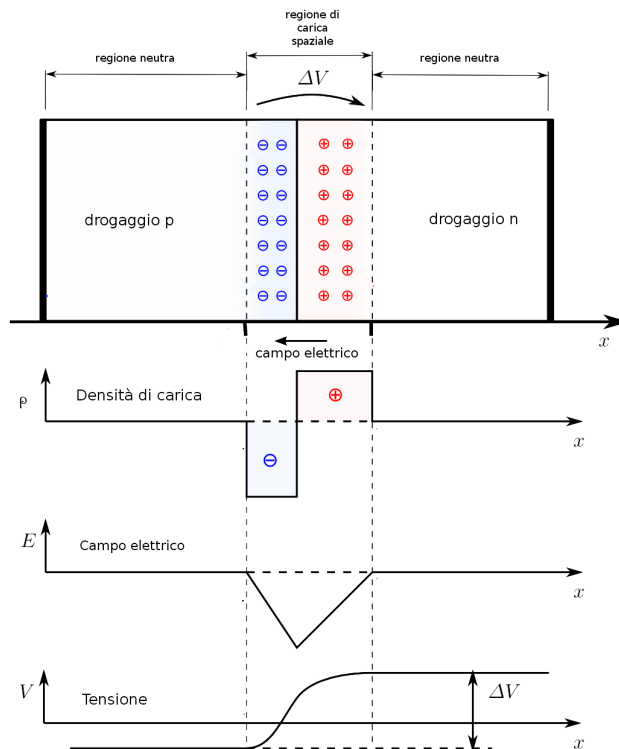 regione di
carica
spaziale
regione neutra
regione neutra
ΔV
drogaggio p
drogaggio n
x
campo elettrico
ρ
Densità di carica
x
E
Campo elettrico
x
V
Tensione
ΔV
x